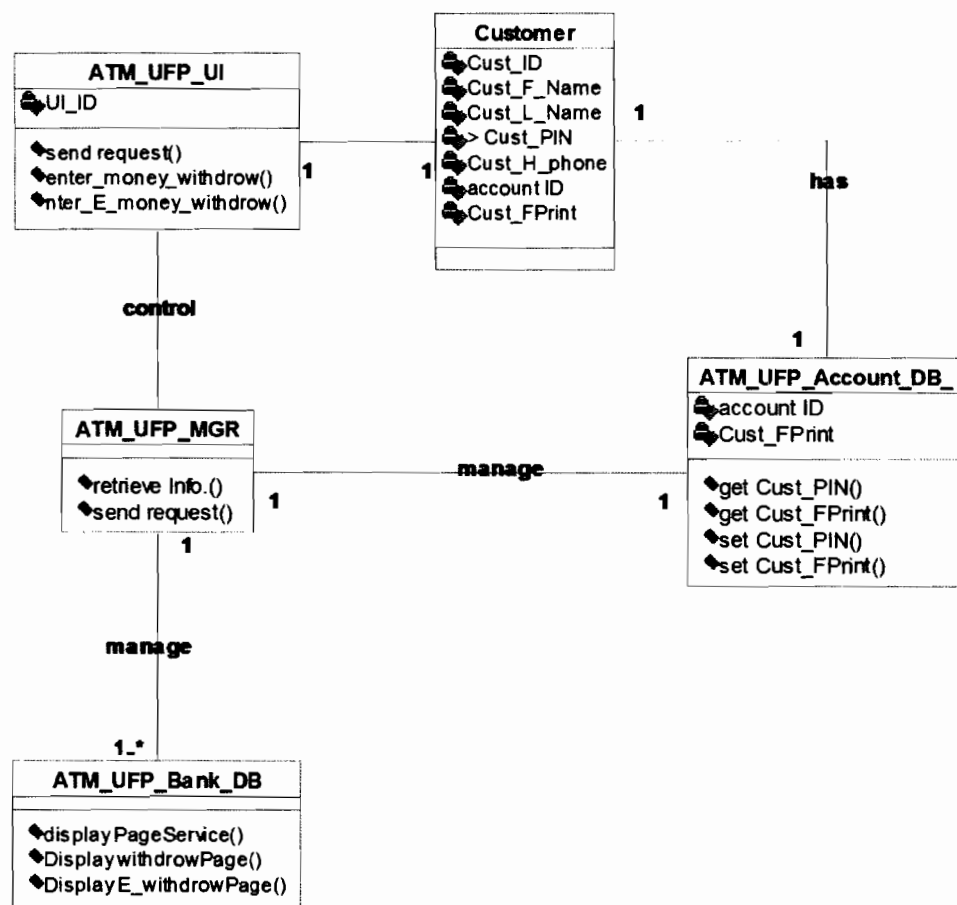 ATM_UFP_UI
UI_ID
send request()
enter_money_withdrow()
nter_E_money_withdrow()
Customer
Cust_ID
Cust_F_Name
Cust_L_Name
> Cust_PIN
Cust_H_phone
account ID
Cust_FPrint
1
1
1
has
1
control
ATM_UFP_MGR
retrieve Info.()
send request()
1
manage
1
ATM_UFP_Account_DB_
account ID
Cust_FPrint
get Cust_PIN()
get Cust_FPrint()
set Cust_PIN()
set Cust_FPrint()
1
manage
1..*
ATM_UFP_Bank_DB
displayPageService()
DisplaywithdrowPage()
DisplayE_withdrowPage()